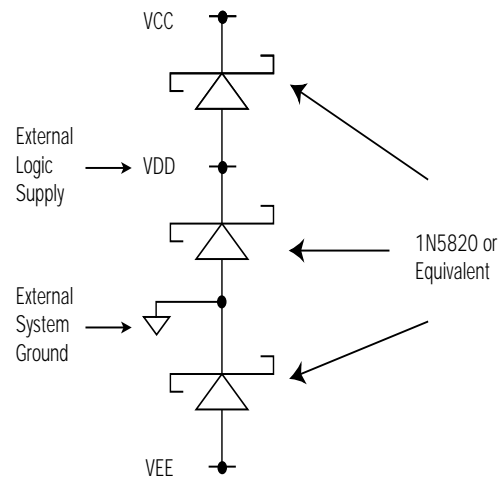 VCC
External
Logic
Supply
VDD
1N5820 or
Equivalent
External
System
Ground
VEE